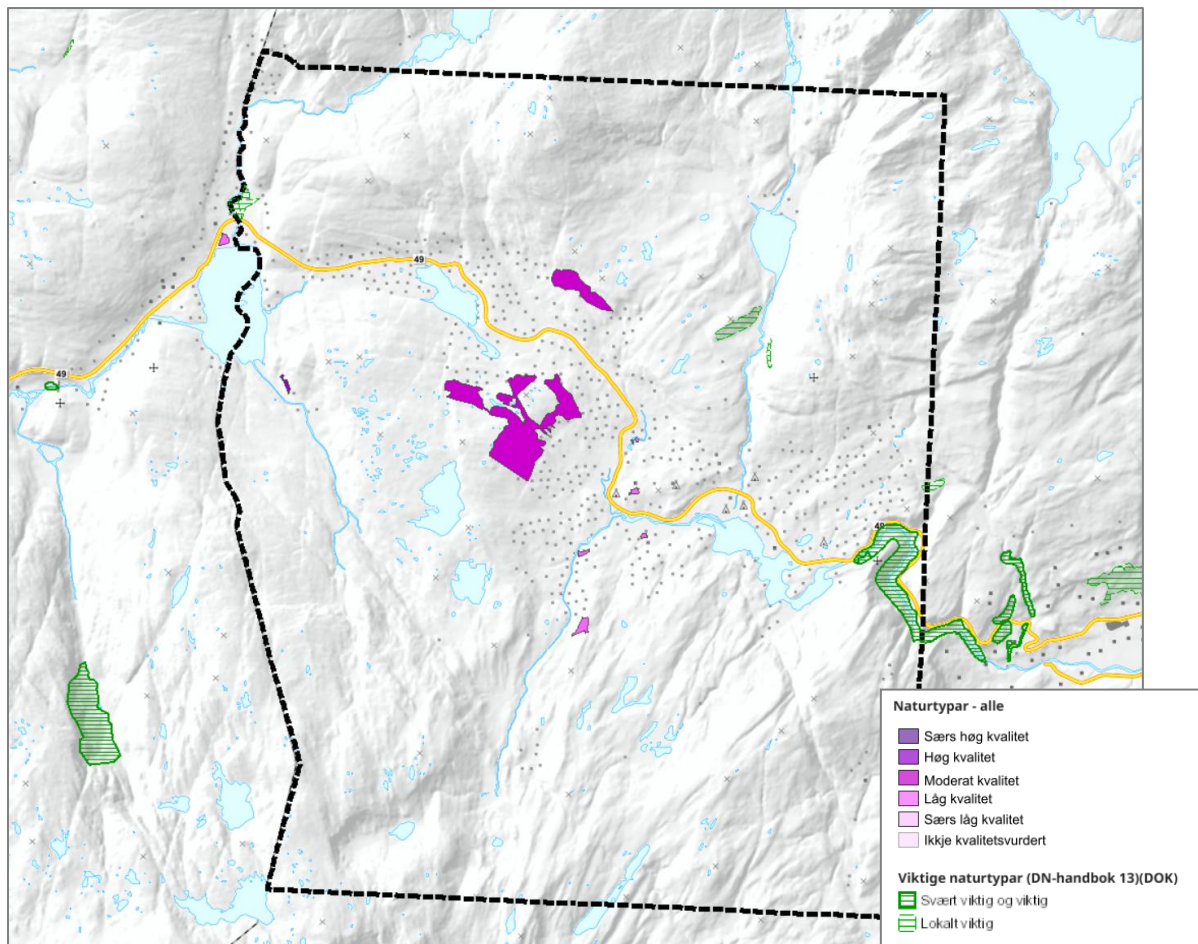 49
49
49
Naturtypar - alle
Særs høg kvalitet
Høg kvalitet
Moderat kvalitet
Låg kvalitet
Særs låg kvalitet
Ikkje kvalitetsvurdert
Viktige naturtypar (DN-handbok 13)(DOK)
Svært viktig og viktig
Lokalt viktig